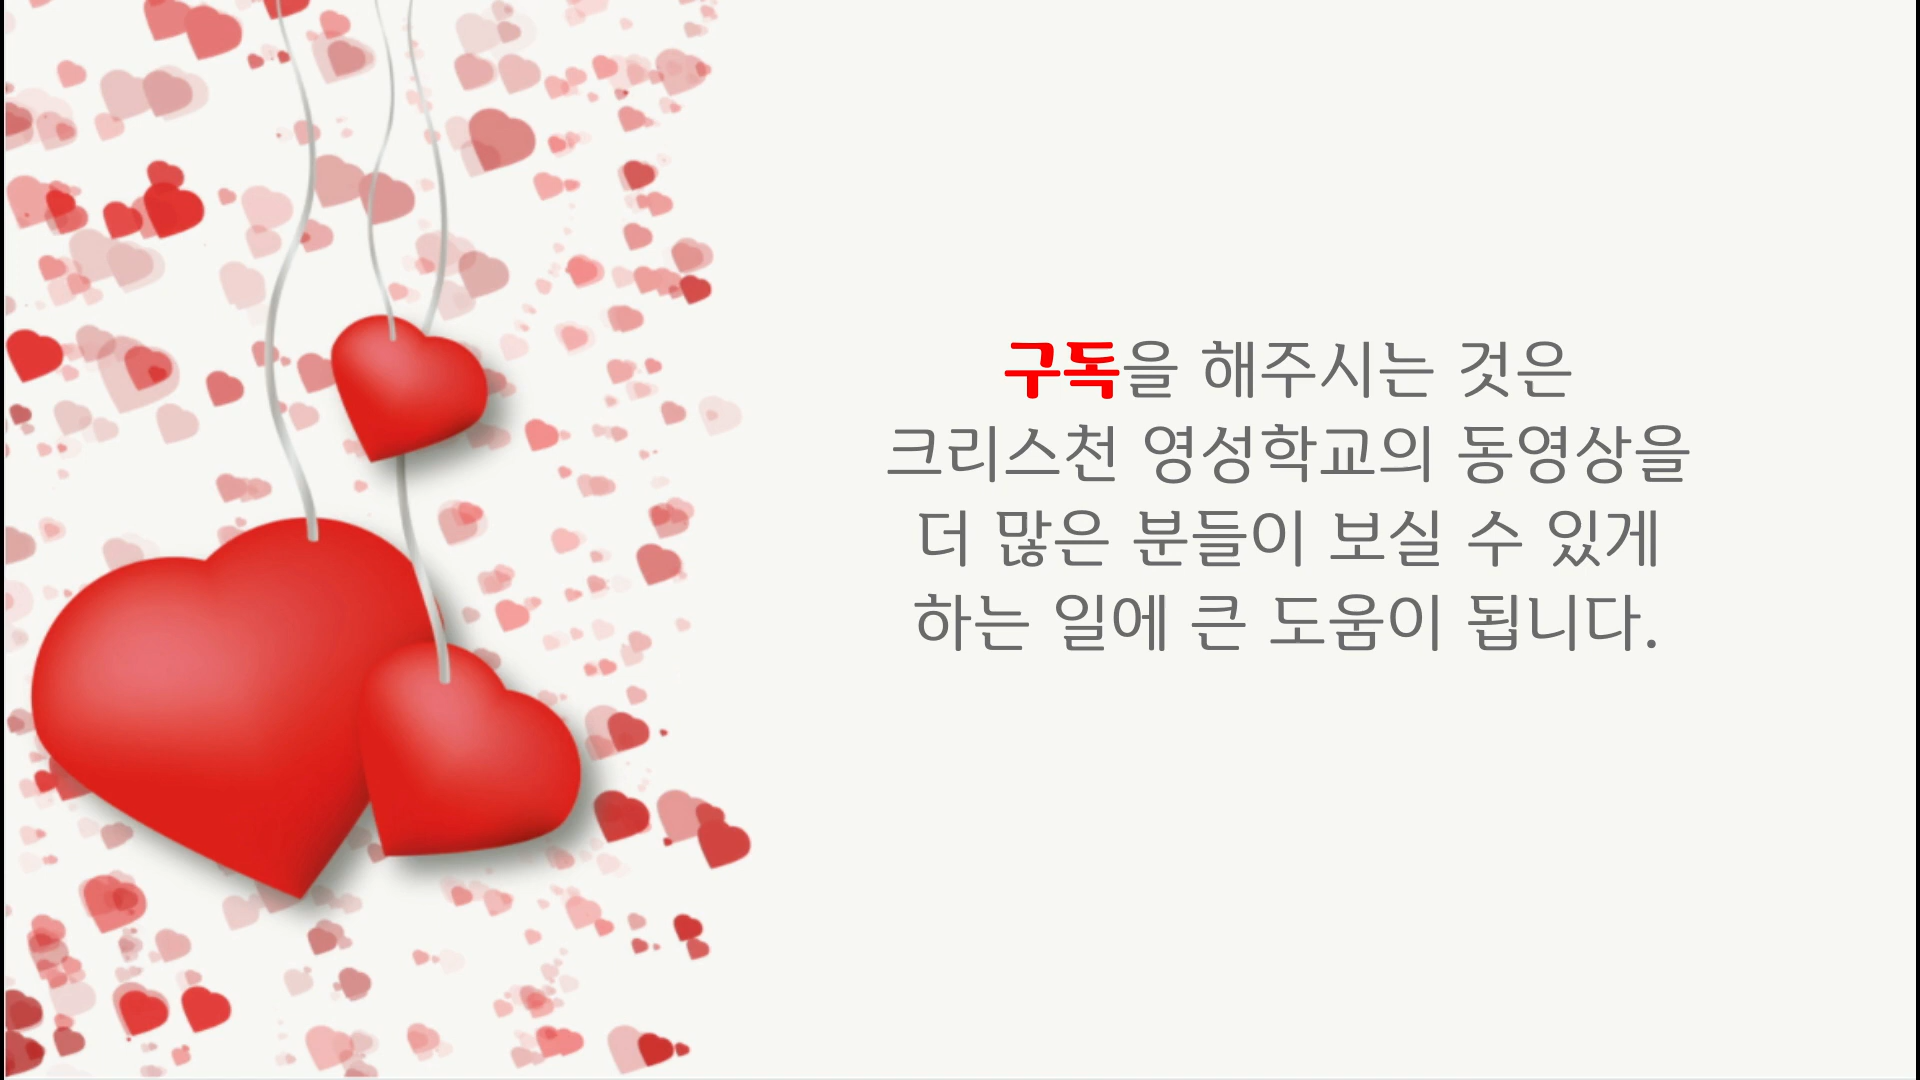 구독을 해주시는 것은
크리스천 영성학교의 동영상을
더 많은 분들이 보실 수 있게
하는 일에 큰 도움이 됩니다.